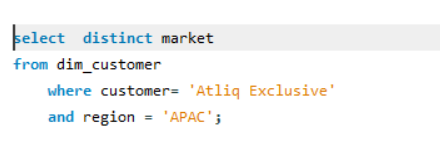 select  distinct market
from dim_customer
    where customer= 'Atliq Exclusive'
    and region = 'APAC';